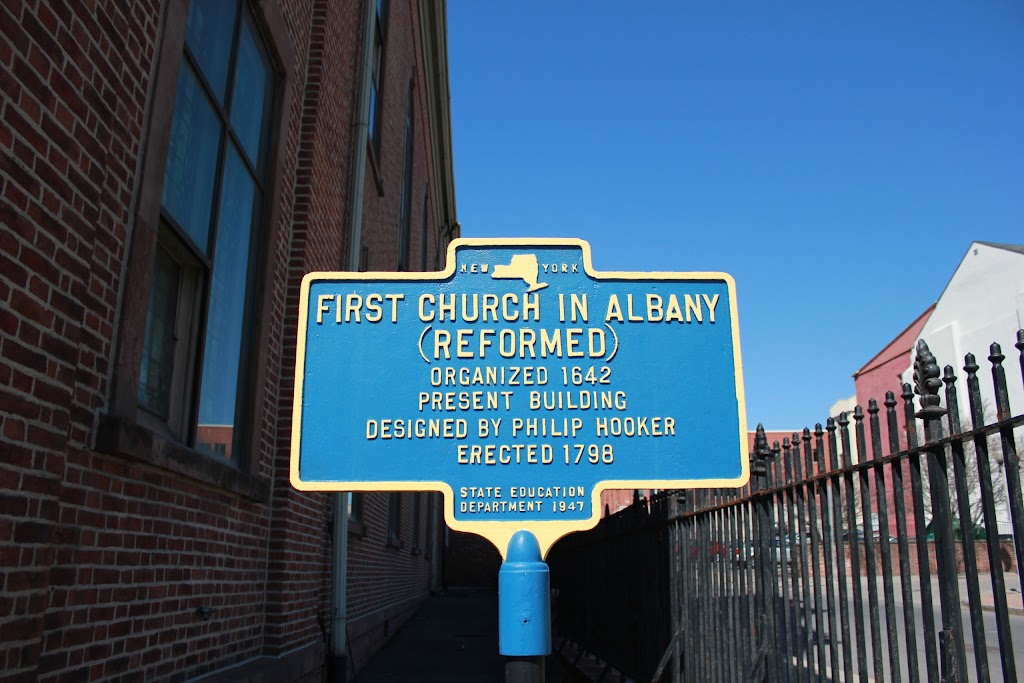 NEW YORK
FIRST CHURCH IN ALBANY
(REFORMED)
ORGANIZED 1642
PRESENT BUILDING
DESIGNED BY PHILIP HOOKER
ERECTED 1798
STATE EDUCATION
DEPARTMENT 1947